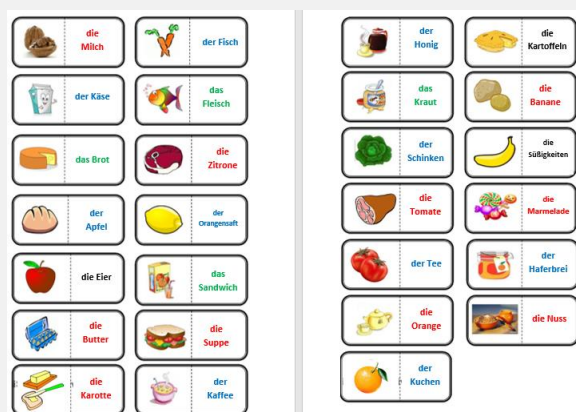 die
Milch
der Käse
das Brot
der
Apfel
die Eier
die
Butter
die
Karotte
der Fisch
das
Fleisch
die
Zitrone
der
Orangensaft
das
Sandwich
die
Suppe
der
Kaffee
der
Honig
das
Kraut
der
Schinken
die
Tomate
der Tee
die
Orange
der
Kuchen
die
Kartoffeln
die
Banane
die
Süßigkeiten
die
Marmelade
der
Haferbrei
die Nuss